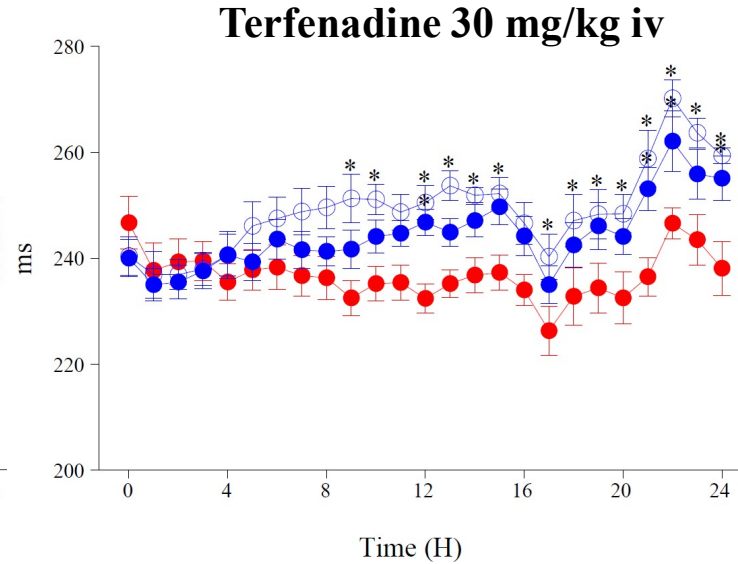 Terfenadine 30 mg/kg iv
280
260
240
220
200
ms
* * * * * * * * * * * * * * * * * * *
0 4 8 12 16 20 24
Time (H)